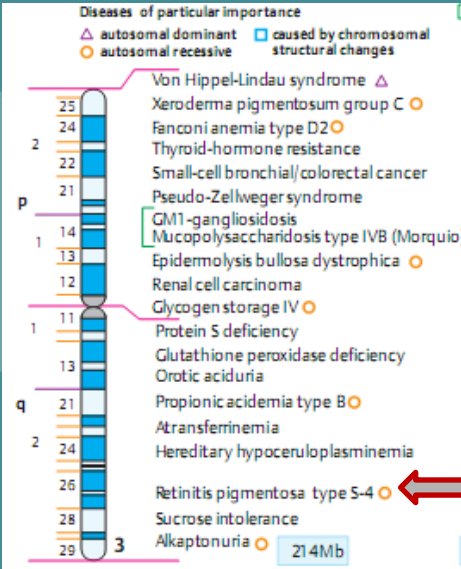 Diseases of particular importance
△ autosomal dominant □ caused by chromosomal
○ autosomal recessive structural changes
Von Hippel-Lindau syndrome △
25 Xeroderma pigmentosum group C ○
24 Fanconi anemia type D2 ○
2 Thyroid-hormone resistance
22 Small-cell bronchial/colorectal cancer
21 Pseudo-Zellweger syndrome
p
GM1-gangliosidosis
1 14 Mucopolysaccharidosis type IVB (Morquio
13 Epidermolysis bullosa dystrophica ○
12 Renal cell carcinoma
Glycogen storage IV ○
11
1 Protein S deficiency
Glutathione peroxidase deficiency
13 Orotic aciduria
q 21 Propionic acidemia type B ○
Atransferrinemia
2 24 Hereditary hypoceruloplasminemia
26 Retinitis pigmentosa type S-4 ○
28 Sucrose intolerance
29 3 Alkaptonuria ○ 214Mb